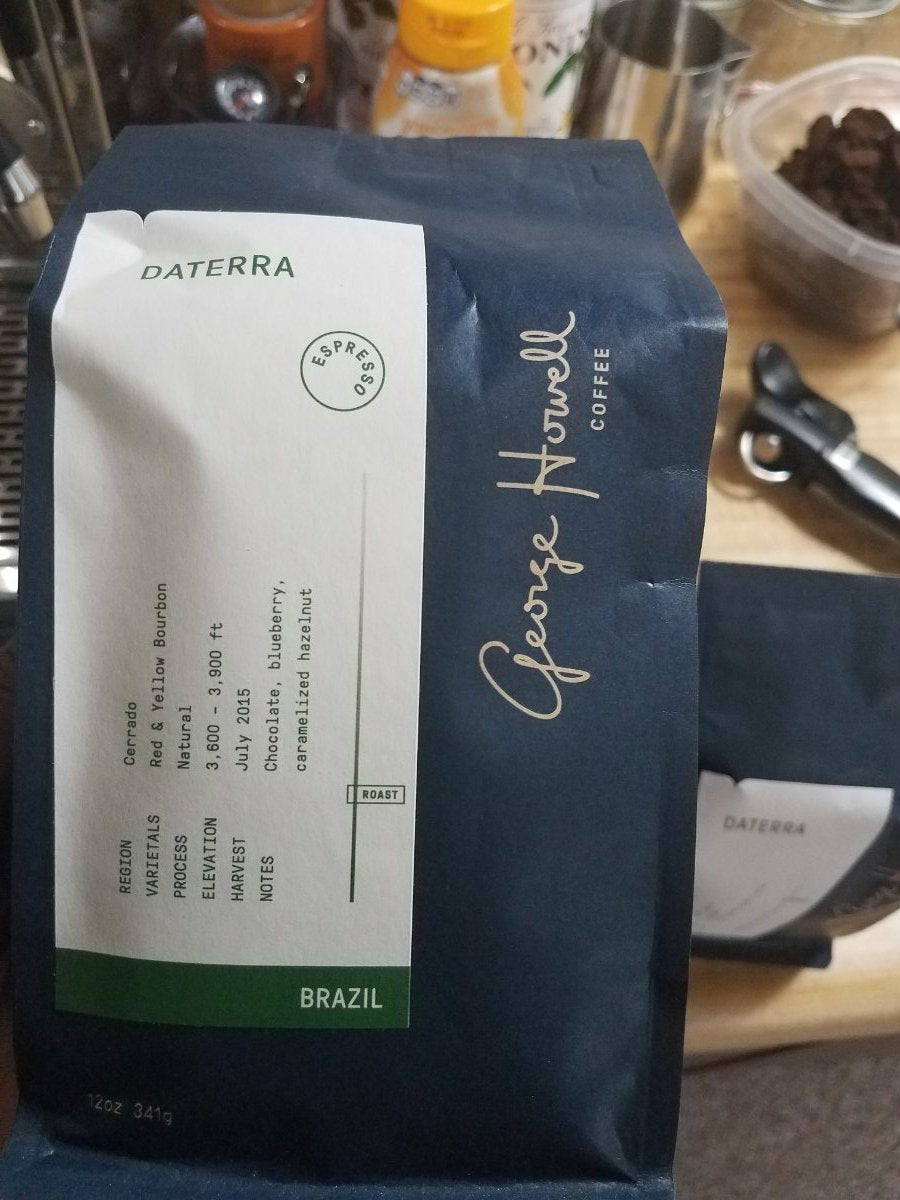 DATERRA
ESPRESSO
REGION Cerrado
VARIETALS Red & Yellow Bourbon
PROCESS Natural
ELEVATION 3,600 – 3,900 ft
HARVEST July 2015
NOTES Chocolate, blueberry,
caramelized hazelnut
ROAST
BRAZIL
George Howell
COFFEE
12oz 341g
DATERRA